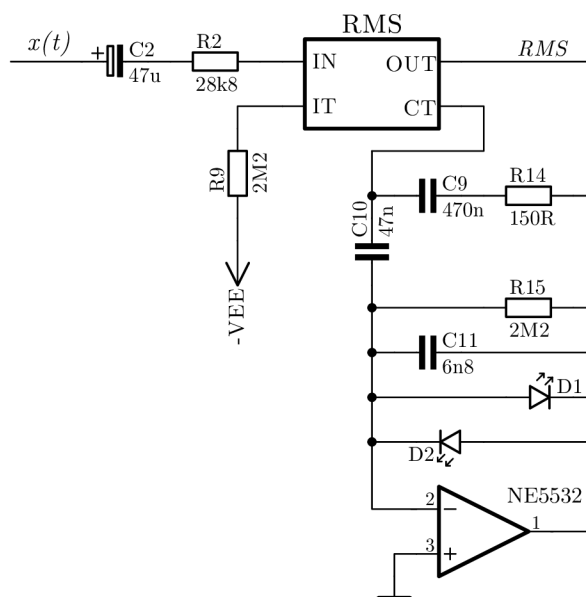 RMS
x(t)
+
C2
47u
R2
28k8
IN
OUT
RMS
IT
CT
R9
2M2
-VEE
C9
470n
R14
150R
C10
47n
R15
2M2
C11
6n8
D1
D2
NE5532
2
−
1
3
+